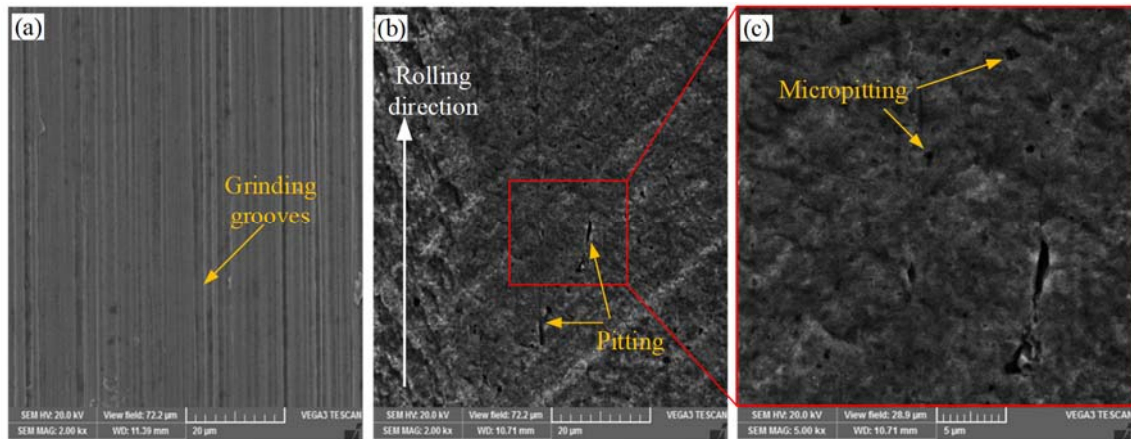 (a)
Grinding
grooves
SEM HV: 20.0 kV View field: 72.2 µm VEGA3 TESCAN
SEM MAG: 2.00 kx WD: 11.39 mm 20 µm
(b)
Rolling
direction
Pitting
SEM HV: 20.0 kV View field: 72.2 µm VEGA3 TESCAN
SEM MAG: 2.00 kx WD: 10.71 mm 20 µm
(c)
Micropitting
SEM HV: 20.0 kV View field: 28.9 µm VEGA3 TESCAN
SEM MAG: 5.00 kx WD: 10.71 mm 5 µm